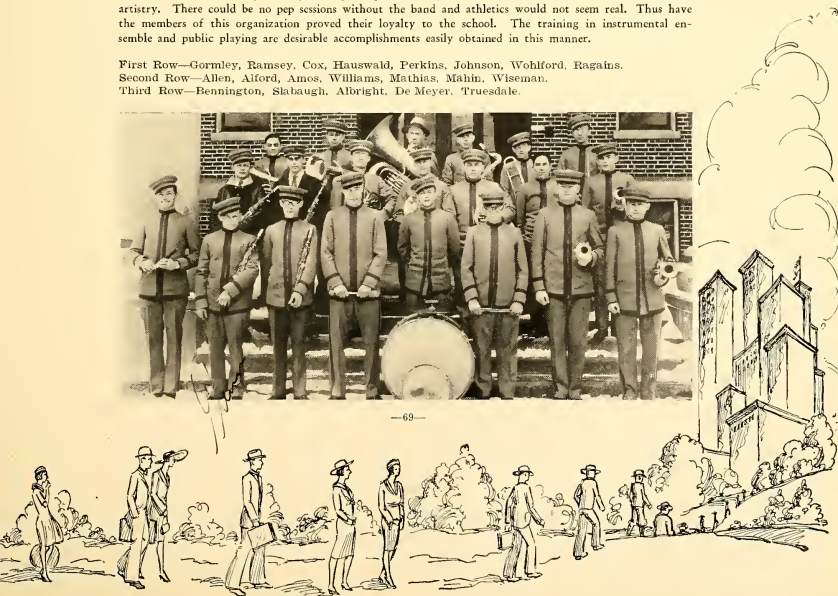 artistry. There could be no pep sessions without the band and athletics would not seem real. Thus have
the members of this organization proved their loyalty to the school. The training in instrumental en-
semble and public playing are desirable accomplishments easily obtained in this manner.
First Row—Gormley, Ramsey, Cox, Hauswald, Perkins, Johnson, Wohlford, Ragains.
Second Row—Allen, Alford, Amos, Williams, Mathias, Mahin, Wiseman.
Third Row—Bennington, Slabaugh, Albright, De Meyer, Truesdale.
—69—